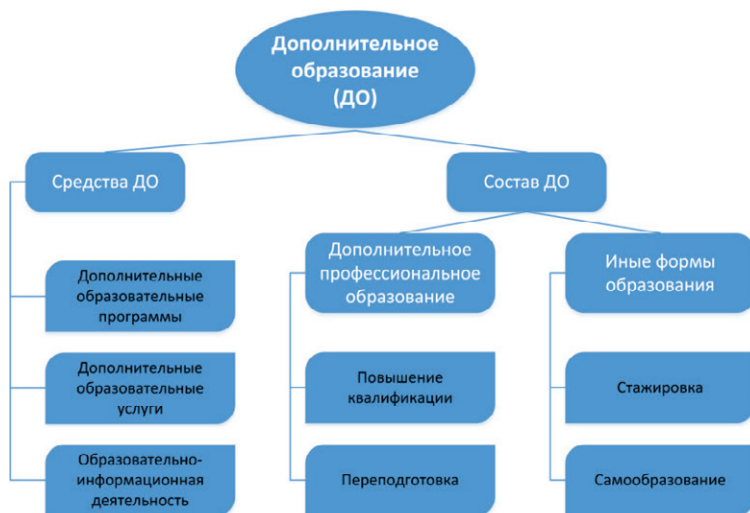 Дополнительное
образование
(ДО)
Средства ДО
Состав ДО
Дополнительные
образовательные
программы
Дополнительные
образовательные
услуги
Образовательно-
информационная
деятельность
Дополнительное
профессиональное
образование
Повышение
квалификации
Переподготовка
Иные формы
образования
Стажировка
Самообразование